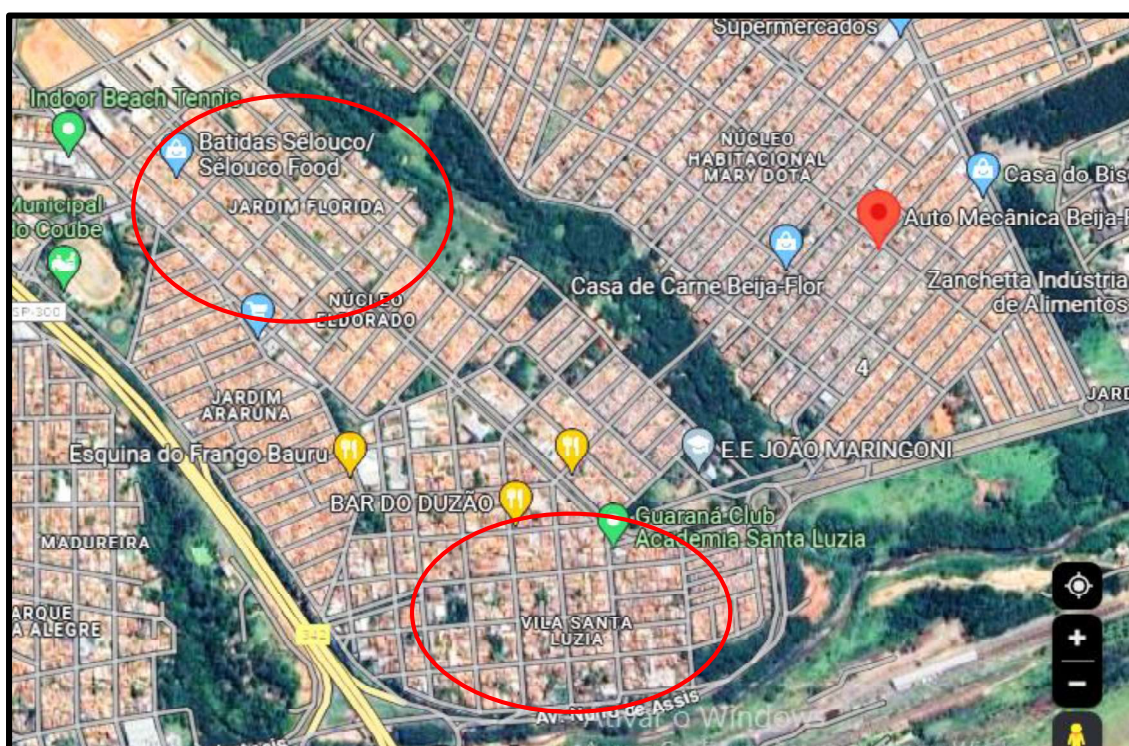 Supermercados
Indoor Beach Tennis
Batidas Sélouco/
Sélouco Food
NÚCLEO
HABITACIONAL
MARY DOTA
Casa do Bis
JARDIM FLORIDA
Municipal
do Coube
Auto Mecânica Beija-F
Casa de Carne Beija-Flor
Zanchetta Indústria
de Alimentos
SP-300
NÚCLEO
ELDORADO
4
JARDIM
ARARUNA
JARD
Esquina do Frango Bauru
E.E JOÃO MARINGONI
BAR DO DUZÃO
Guaraná Club
Academia Santa Luzia
MADUREIRA
ARQUE
A ALEGRE
VILA SANTA
LUZIA
342
Av. Nuno de Assis
Ativar o Windows
de Assis